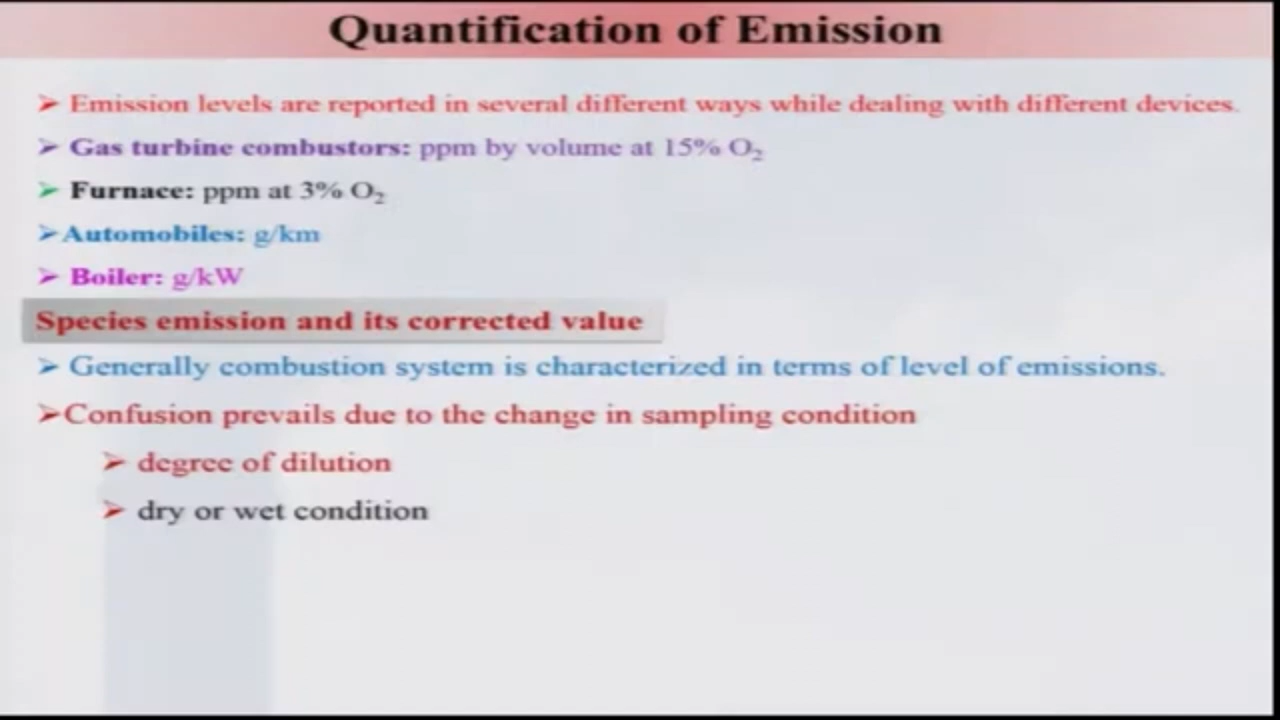 Quantification of Emission
➢ Emission levels are reported in several different ways while dealing with different devices.
➢ Gas turbine combustors: ppm by volume at 15% O₂
➢ Furnace: ppm at 3% O₂
➢Automobiles: g/km
➢ Boiler: g/kW
Species emission and its corrected value
➢ Generally combustion system is characterized in terms of level of emissions.
➢Confusion prevails due to the change in sampling condition
➢ degree of dilution
➢ dry or wet condition